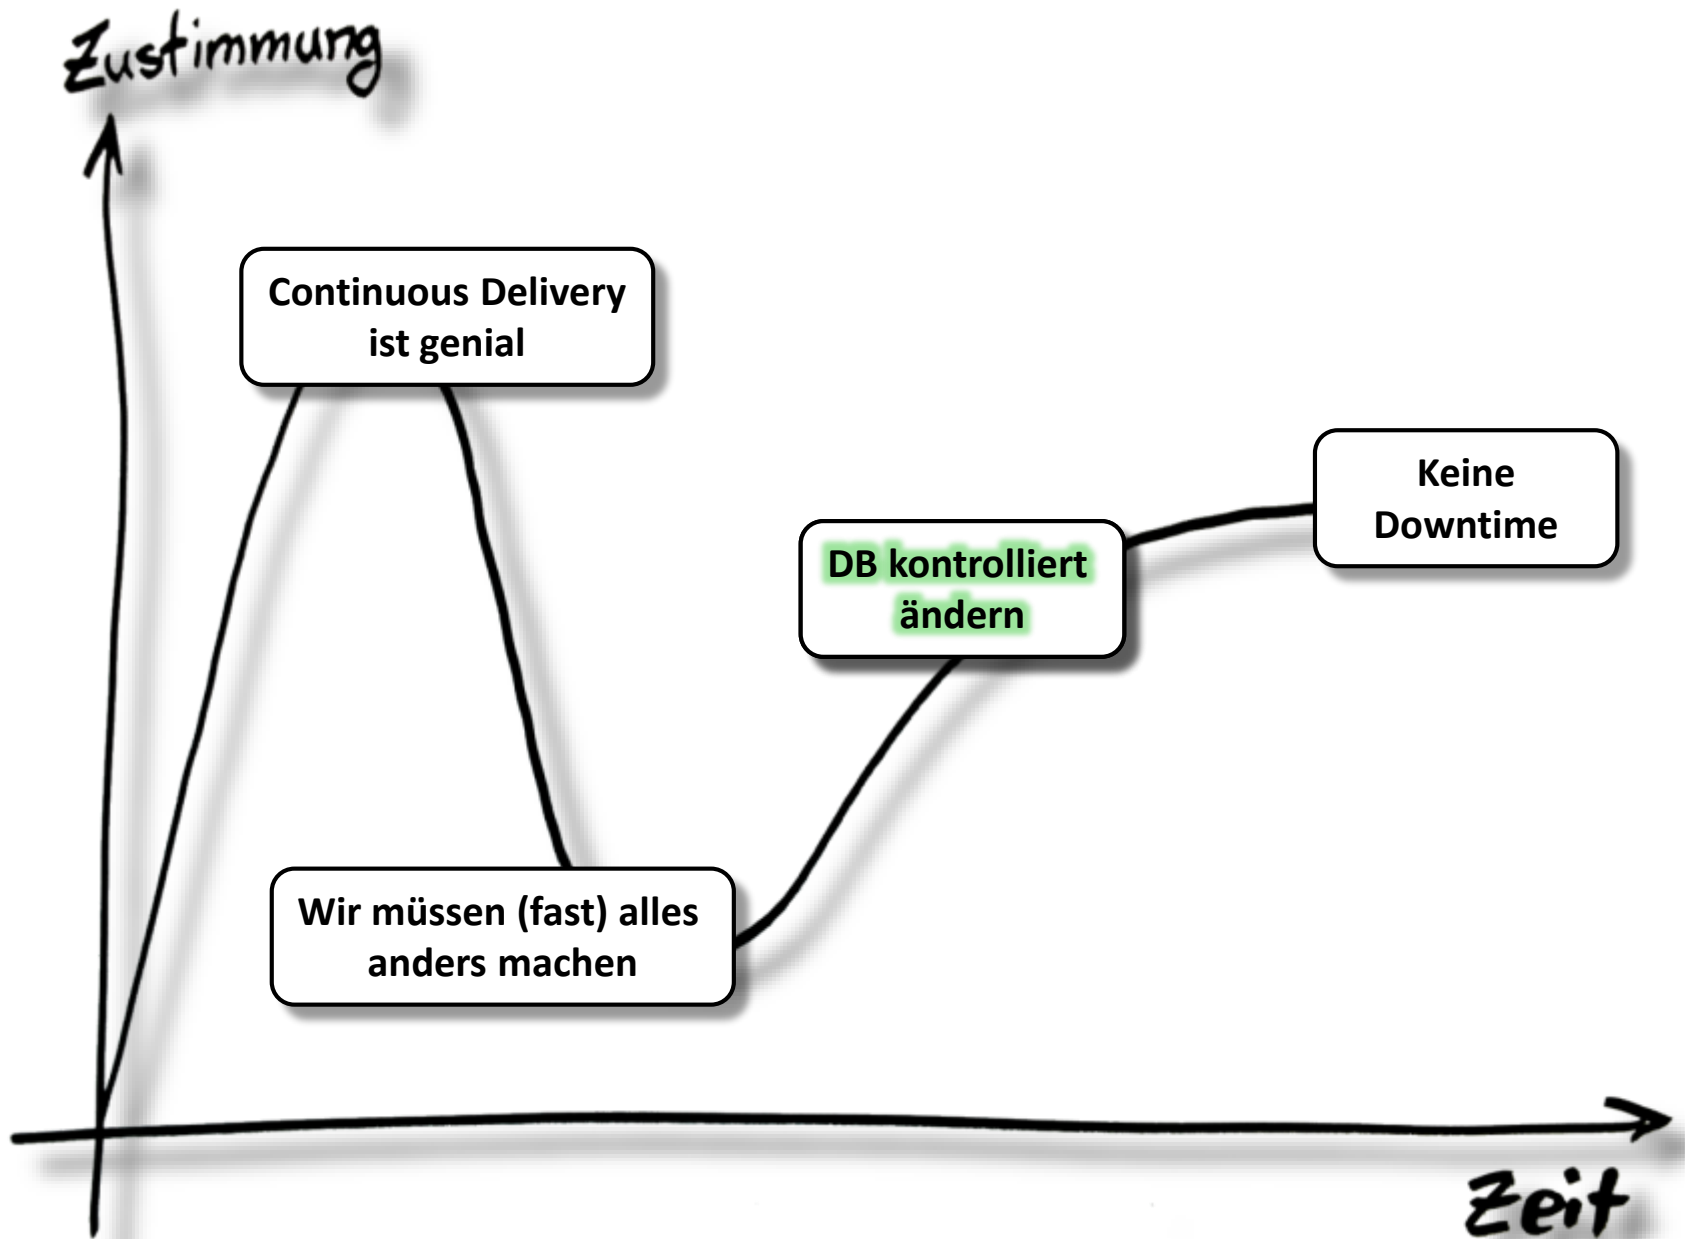 Zustimmung
Continuous Delivery
ist genial
Keine
Downtime
DB kontrolliert
ändern
Wir müssen (fast) alles
anders machen
Zeit